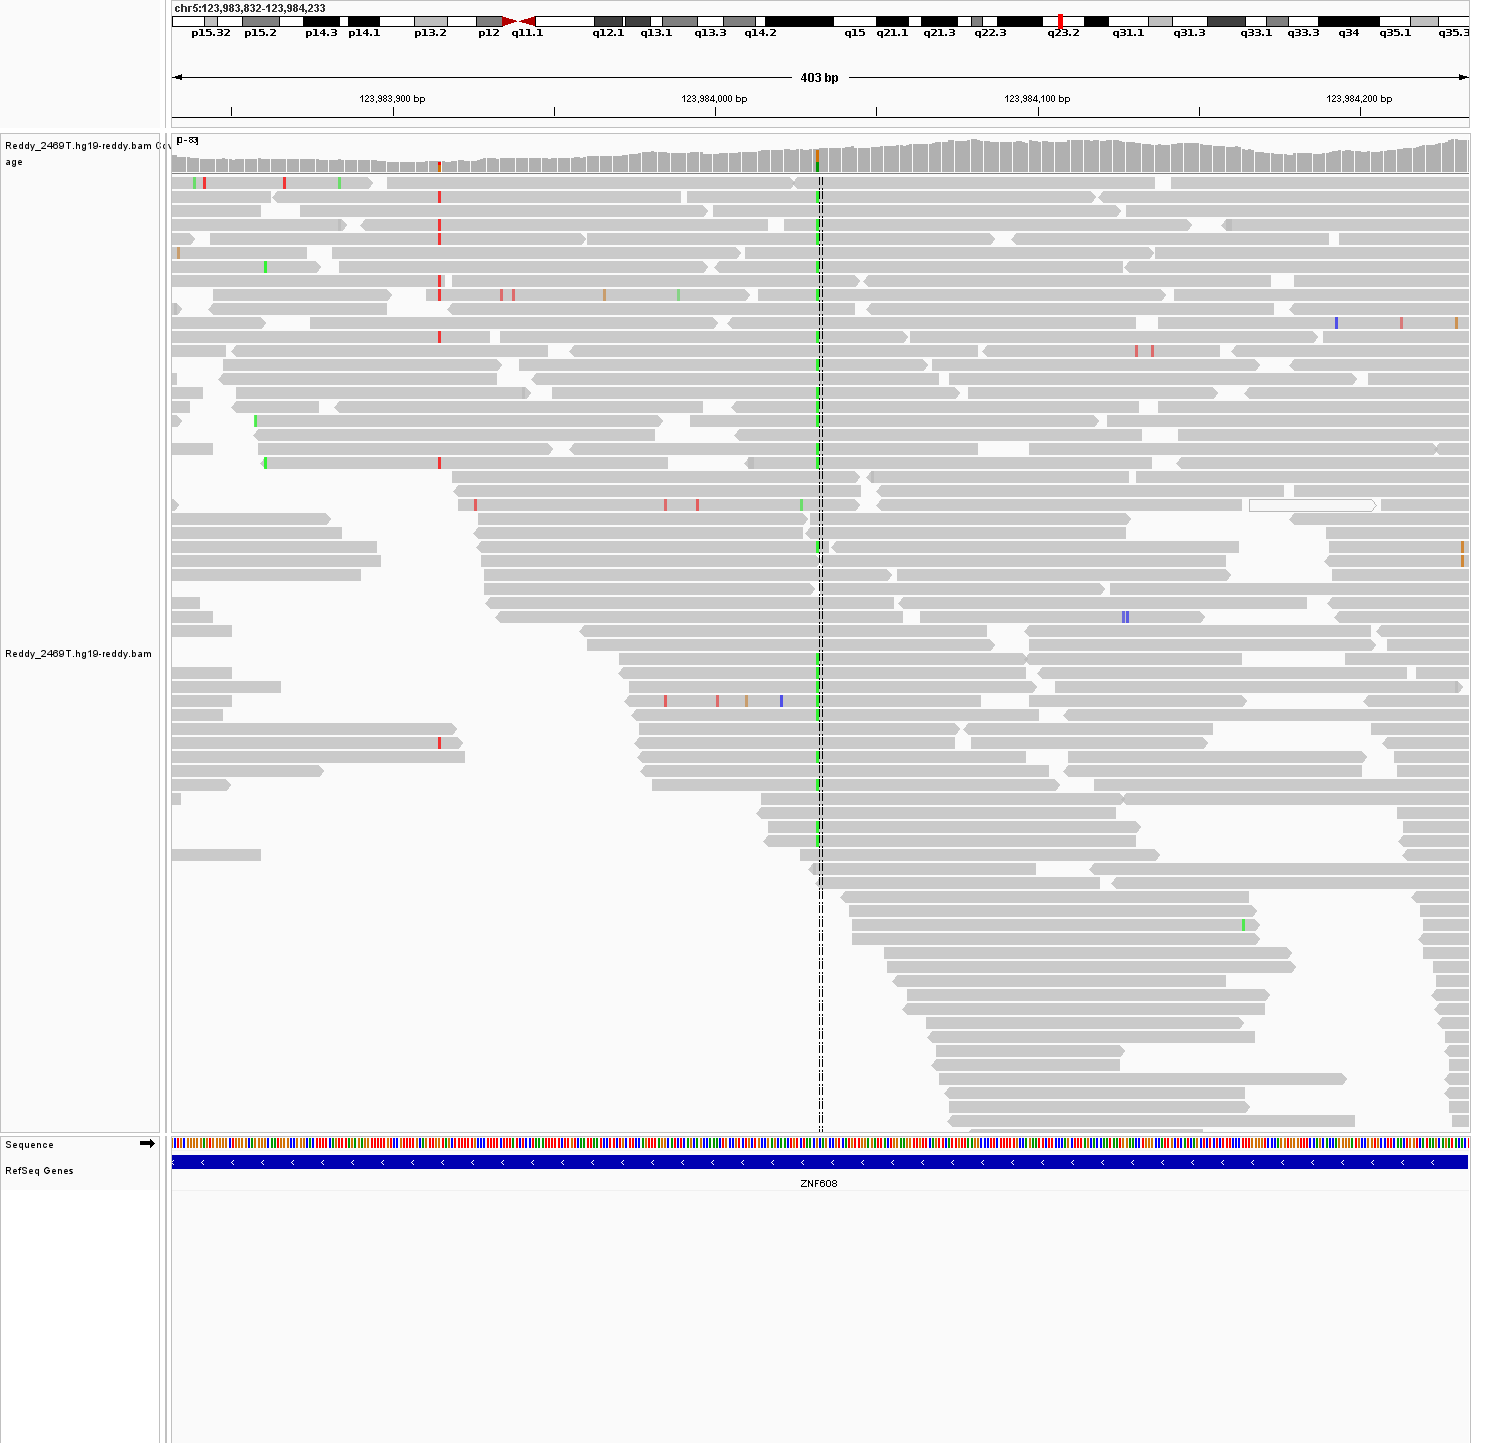 chr5:123,983,832-123,984,233
p15.32 p15.2 p14.3 p14.1 p13.2 p12 q11.1 q12.1 q13.1 q13.3 q14.2 q15 q21.1 q21.3 q22.3 q23.2 q31.1 q31.3 q33.1 q33.3 q34 q35.1 q35.3
403 bp
123,983,900 bp 123,984,000 bp 123,984,100 bp 123,984,200 bp
[0-83]
Reddy_2469T.hg19-reddy.bam Cov
age
Reddy_2469T.hg19-reddy.bam
Sequence
RefSeq Genes
ZNF608